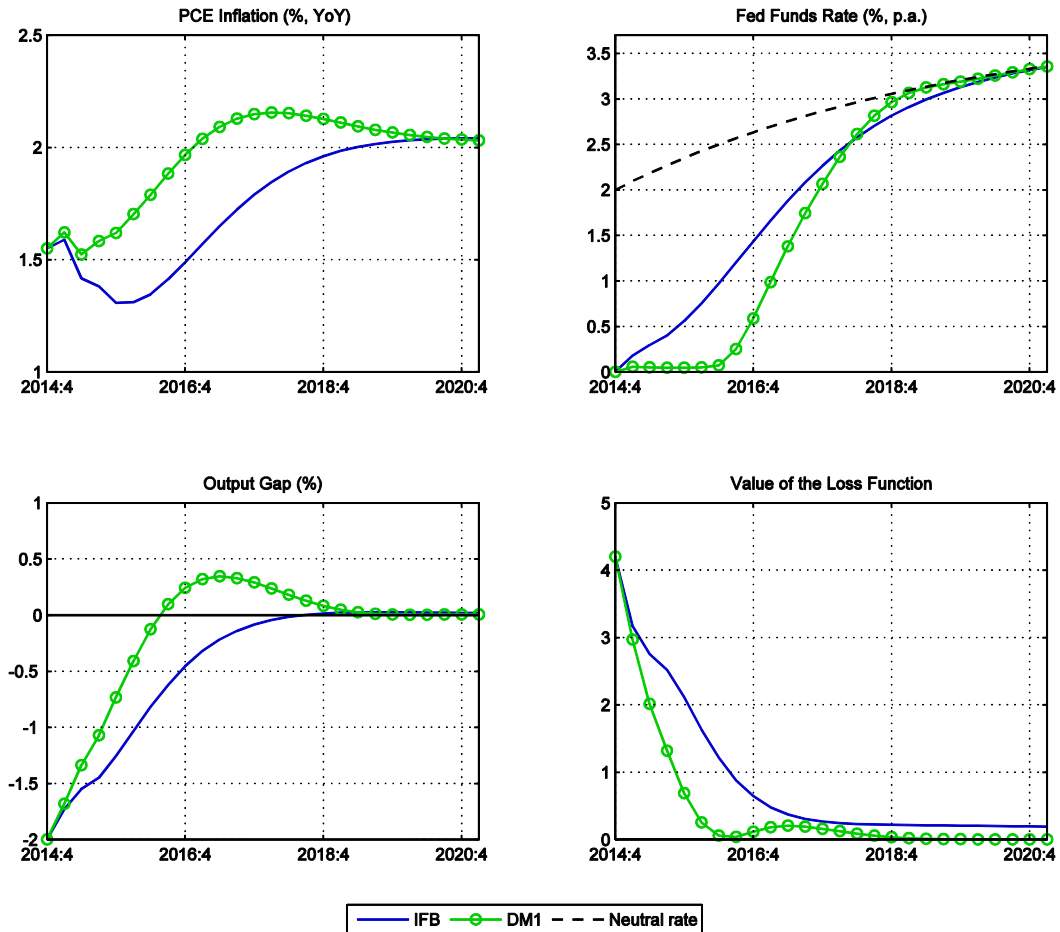 PCE Inflation (%, YoY)
2.5
2
1.5
1
2014:4 2016:4 2018:4 2020:4
Fed Funds Rate (%, p.a.)
3.5
3
2.5
2
1.5
1
0.5
0
2014:4 2016:4 2018:4 2020:4
Output Gap (%)
1
0.5
0
-0.5
-1
-1.5
-2
2014:4 2016:4 2018:4 2020:4
Value of the Loss Function
5
4
3
2
1
0
2014:4 2016:4 2018:4 2020:4
IFB DM1 Neutral rate